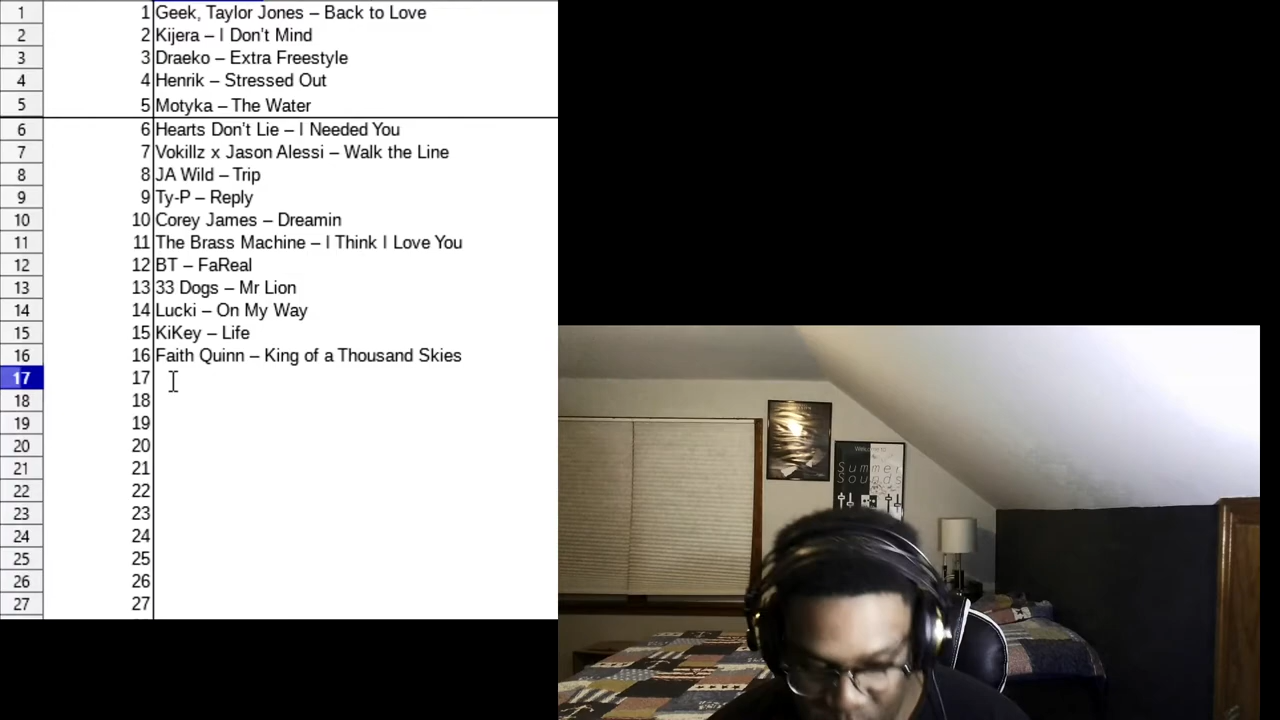 1 1 Geek, Taylor Jones – Back to Love
2 2 Kijera – I Don’t Mind
3 3 Draeko – Extra Freestyle
4 4 Henrik – Stressed Out
5 5 Motyka – The Water
6 6 Hearts Don’t Lie – I Needed You
7 7 Vokillz x Jason Alessi – Walk the Line
8 8 JA Wild – Trip
9 9 Ty-P – Reply
10 10 Corey James – Dreamin
11 11 The Brass Machine – I Think I Love You
12 12 BT – FaReal
13 13 33 Dogs – Mr Lion
14 14 Lucki – On My Way
15 15 KiKey – Life
16 16 Faith Quinn – King of a Thousand Skies
17 17
18 18
19 19
20 20
21 21
22 22
23 23
24 24
25 25
26 26
27 27
Welcome to
Summer
Sounds